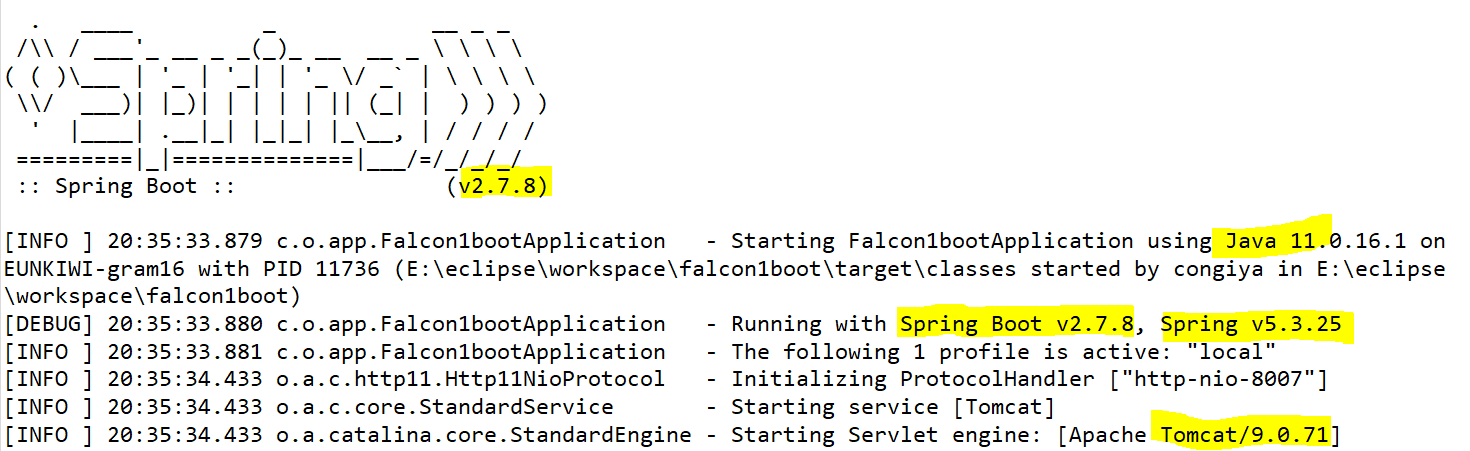 .   ____          _            __ _ _
 /\\ / ___'_ __ _ _(_)_ __  __ _ \ \ \ \
( ( )\___ | '_ | '_| | '_ \/ _` | \ \ \ \
 \\/  ___)| |_)| | | | | || (_| |  ) ) ) )
  '  |____| .__|_| |_|_| |_\__, | / / / /
 =========|_|==============|___/=/_/_/_/
 :: Spring Boot ::                (v2.7.8)
[INFO ] 20:35:33.879 c.o.app.Falcon1bootApplication   - Starting Falcon1bootApplication using Java 11.0.16.1 on
EUNKIWI-gram16 with PID 11736 (E:\eclipse\workspace\falcon1boot\target\classes started by congiya in E:\eclipse
\workspace\falcon1boot)
[DEBUG] 20:35:33.880 c.o.app.Falcon1bootApplication   - Running with Spring Boot v2.7.8, Spring v5.3.25
[INFO ] 20:35:33.881 c.o.app.Falcon1bootApplication   - The following 1 profile is active: "local"
[INFO ] 20:35:34.433 o.a.c.http11.Http11NioProtocol   - Initializing ProtocolHandler ["http-nio-8007"]
[INFO ] 20:35:34.433 o.a.c.core.StandardService       - Starting service [Tomcat]
[INFO ] 20:35:34.433 o.a.catalina.core.StandardEngine - Starting Servlet engine: [Apache Tomcat/9.0.71]